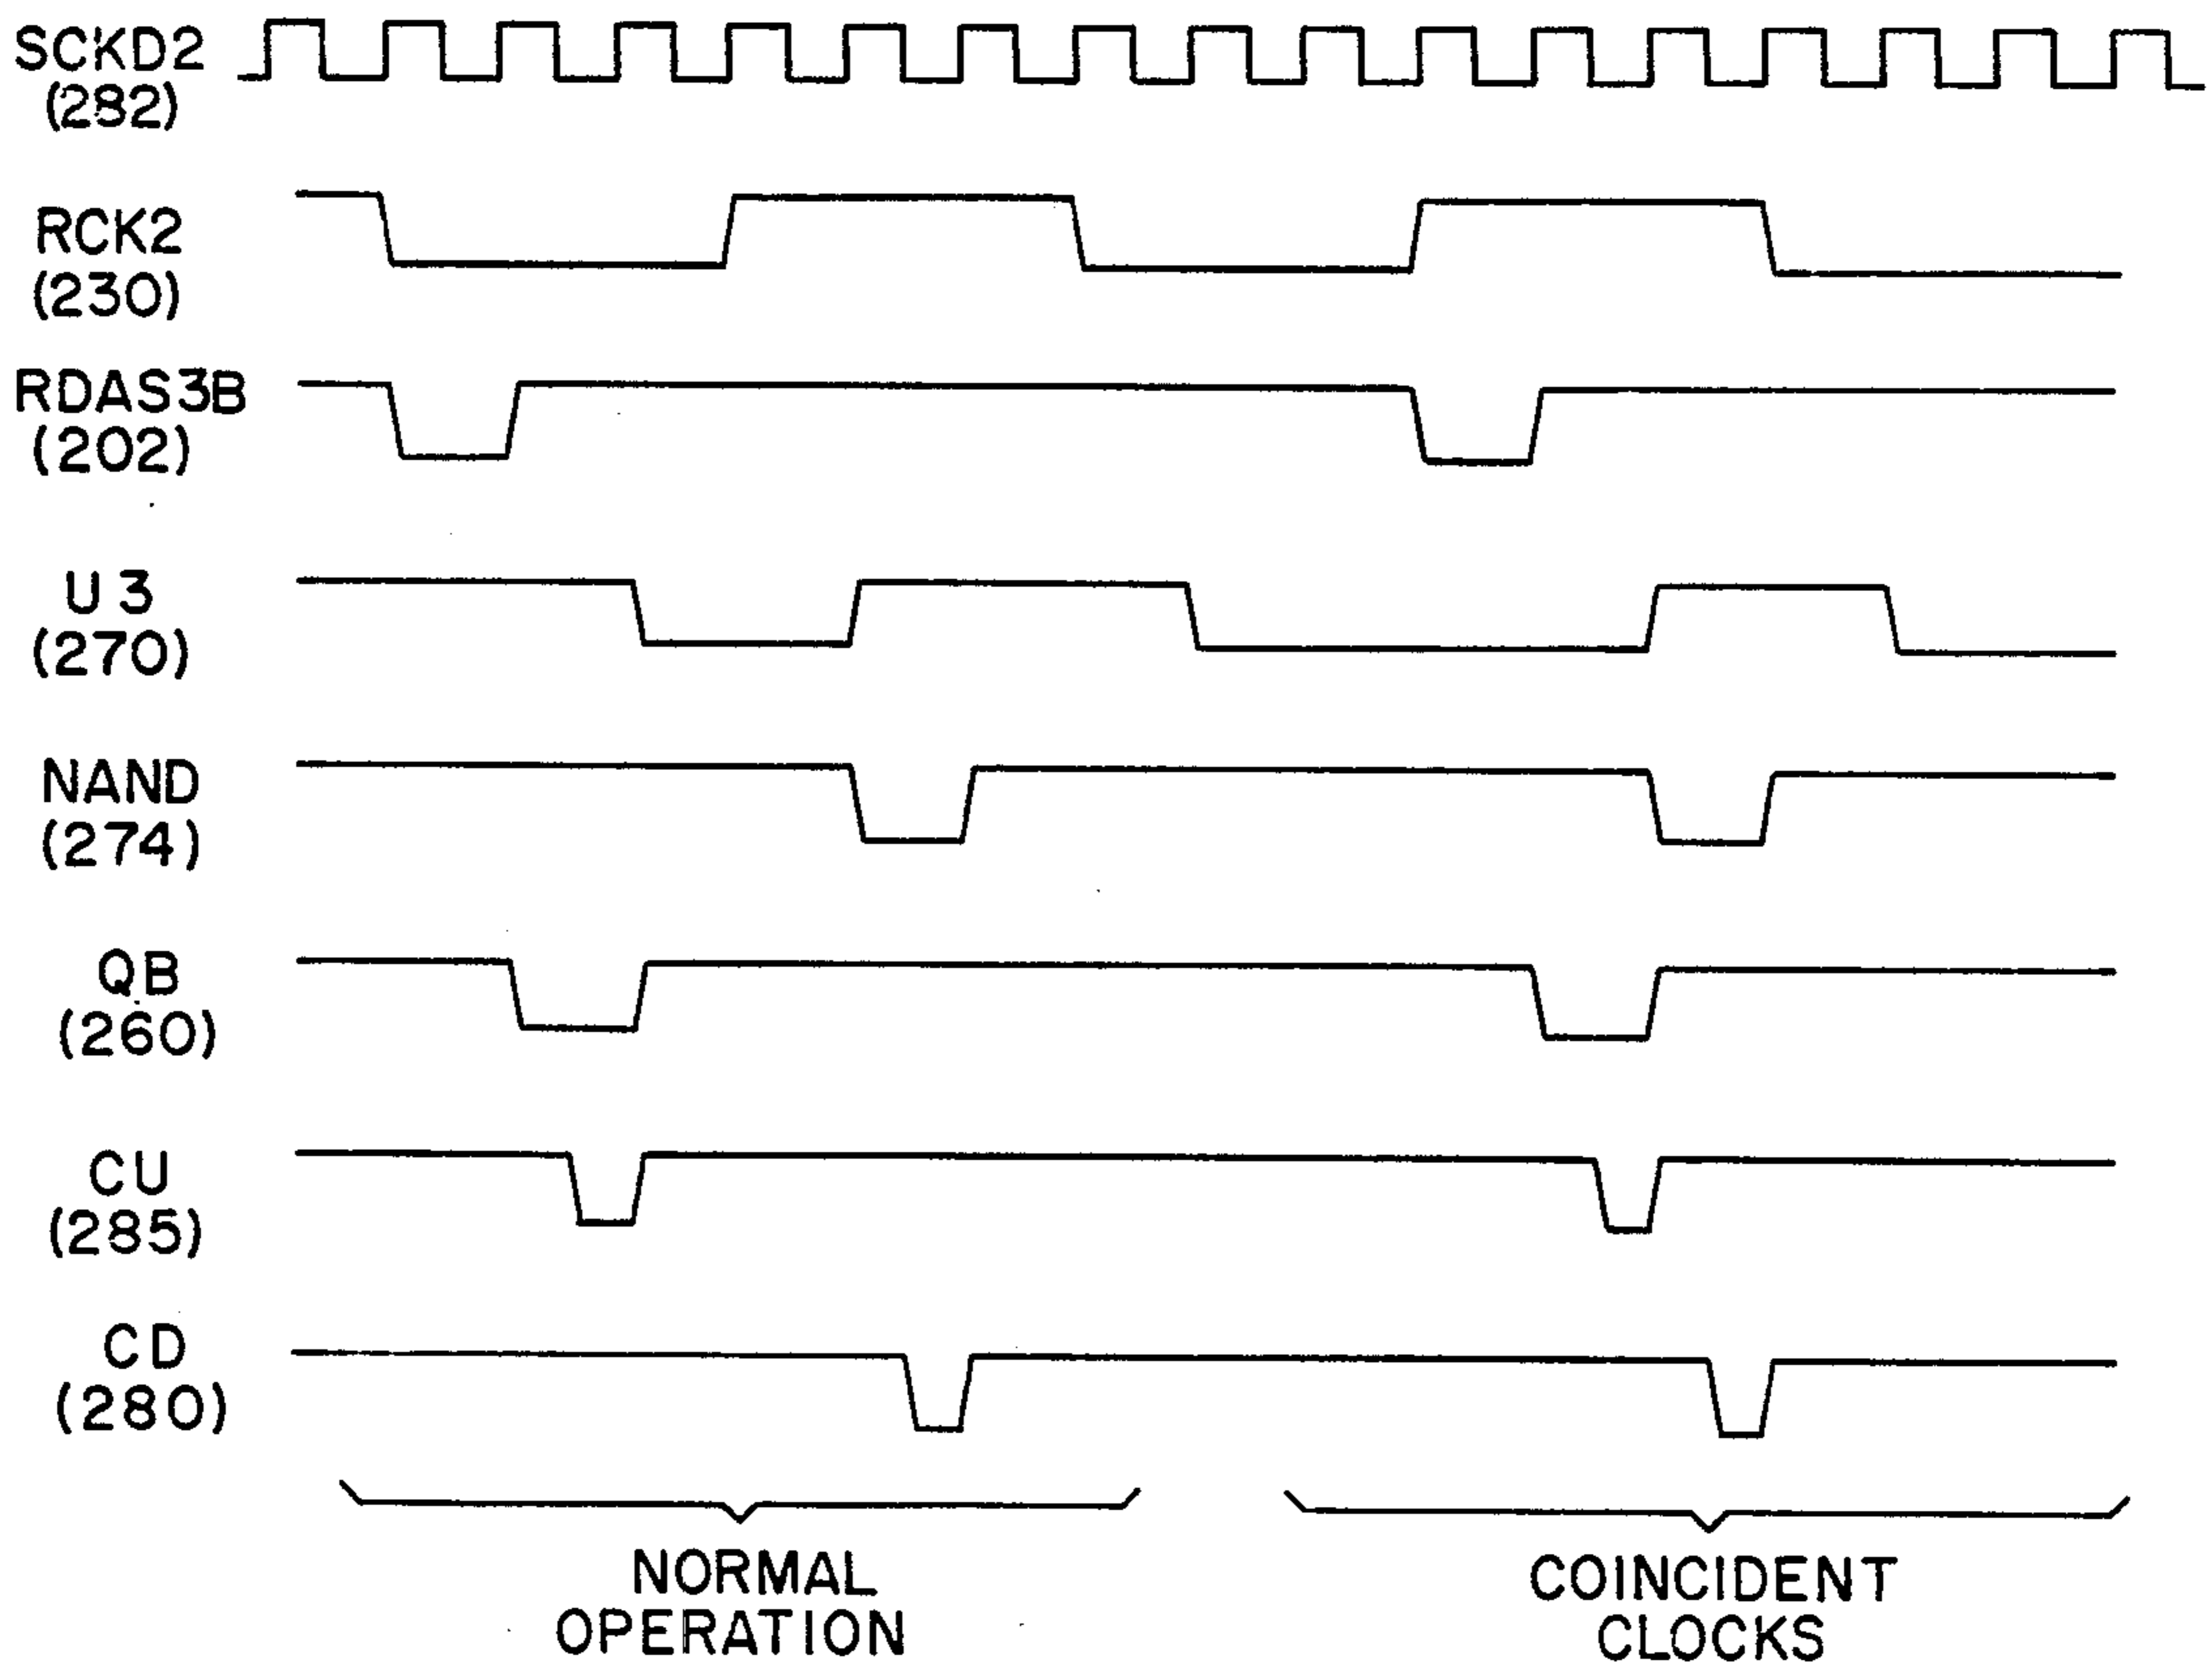 SCKD2
(282)
RCK2
(230)
RDAS3B
(202)
U3
(270)
NAND
(274)
QB
(260)
CU
(285)
CD
(280)
NORMAL
OPERATION
COINCIDENT
CLOCKS